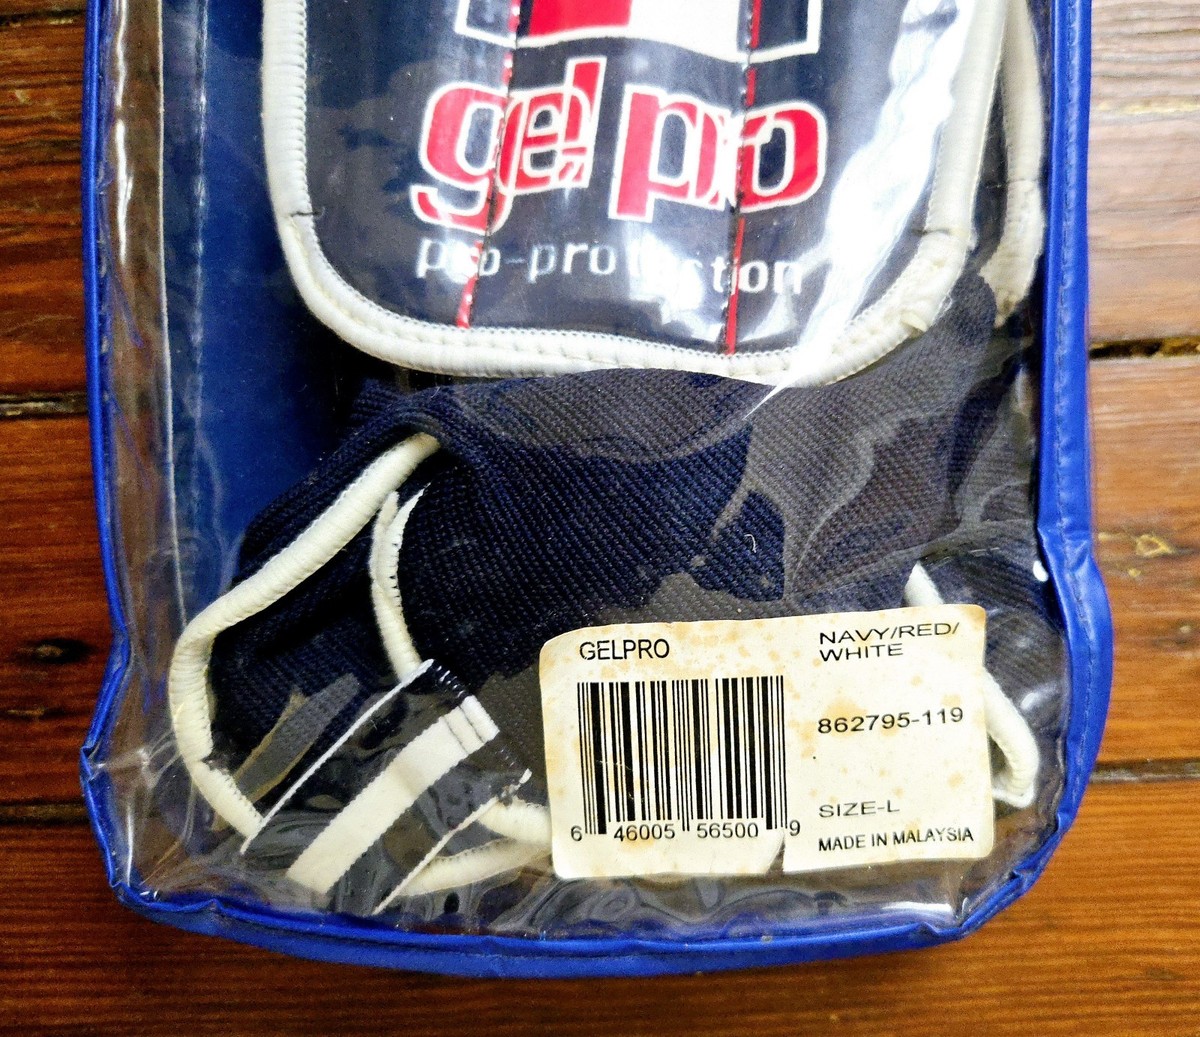 gel pro
pro-protection
GELPRO
NAVY/RED/
WHITE
862795-119
SIZE-L
MADE IN MALAYSIA
6 46005 56500 9